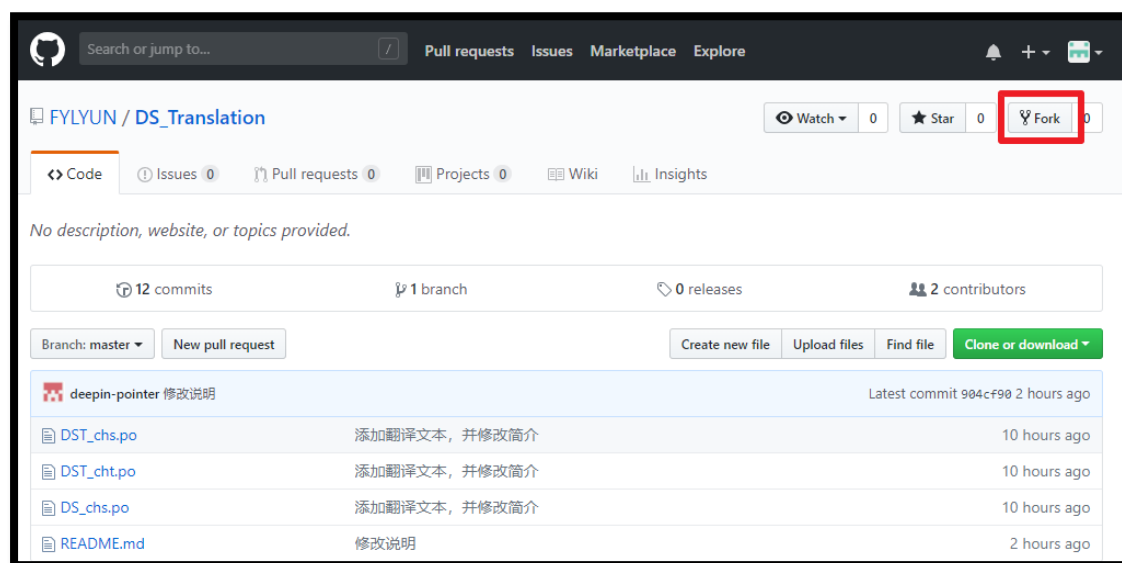 Search or jump to... / Pull requests Issues Marketplace Explore
FYLYUN / DS_Translation Watch 0 Star 0 Fork 0
Code Issues 0 Pull requests 0 Projects 0 Wiki Insights
No description, website, or topics provided.
12 commits 1 branch 0 releases 2 contributors
Branch: master New pull request Create new file Upload files Find file Clone or download
deepin-pointer 修改说明 Latest commit 904cf90 2 hours ago
DST_chs.po 添加翻译文本，并修改简介 10 hours ago
DST_cht.po 添加翻译文本，并修改简介 10 hours ago
DS_chs.po 添加翻译文本，并修改简介 10 hours ago
README.md 修改说明 2 hours ago